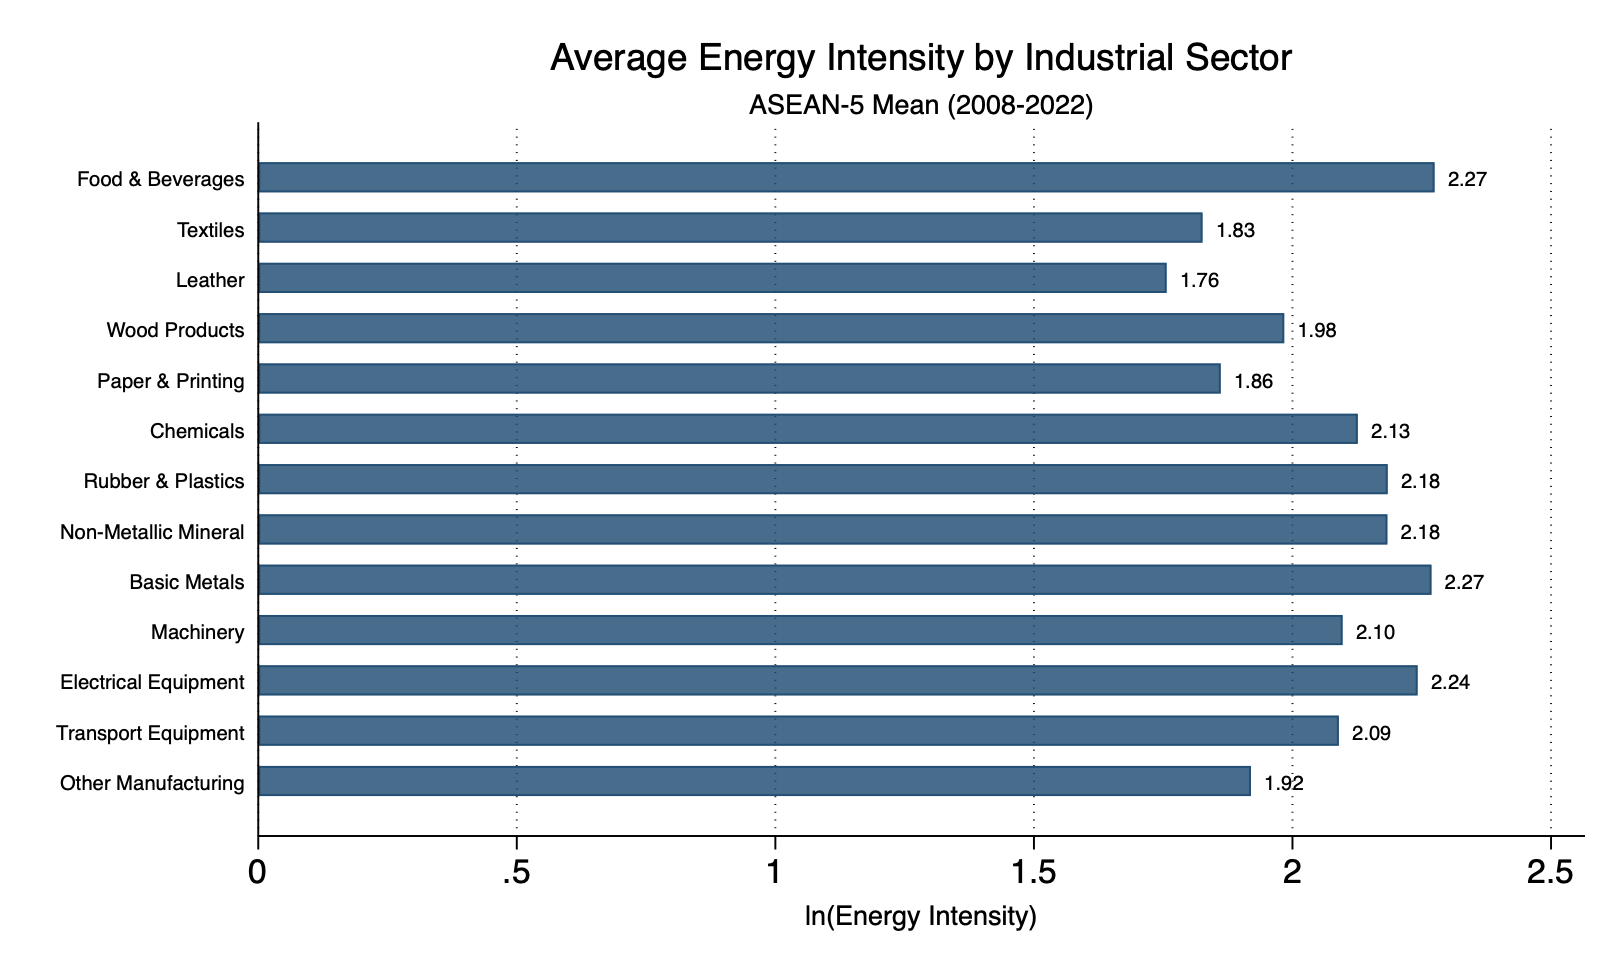 Average Energy Intensity by Industrial Sector
ASEAN-5 Mean (2008-2022)
Food & Beverages 2.27
Textiles 1.83
Leather 1.76
Wood Products 1.98
Paper & Printing 1.86
Chemicals 2.13
Rubber & Plastics 2.18
Non-Metallic Mineral 2.18
Basic Metals 2.27
Machinery 2.10
Electrical Equipment 2.24
Transport Equipment 2.09
Other Manufacturing 1.92
0 .5 1 1.5 2 2.5
ln(Energy Intensity)